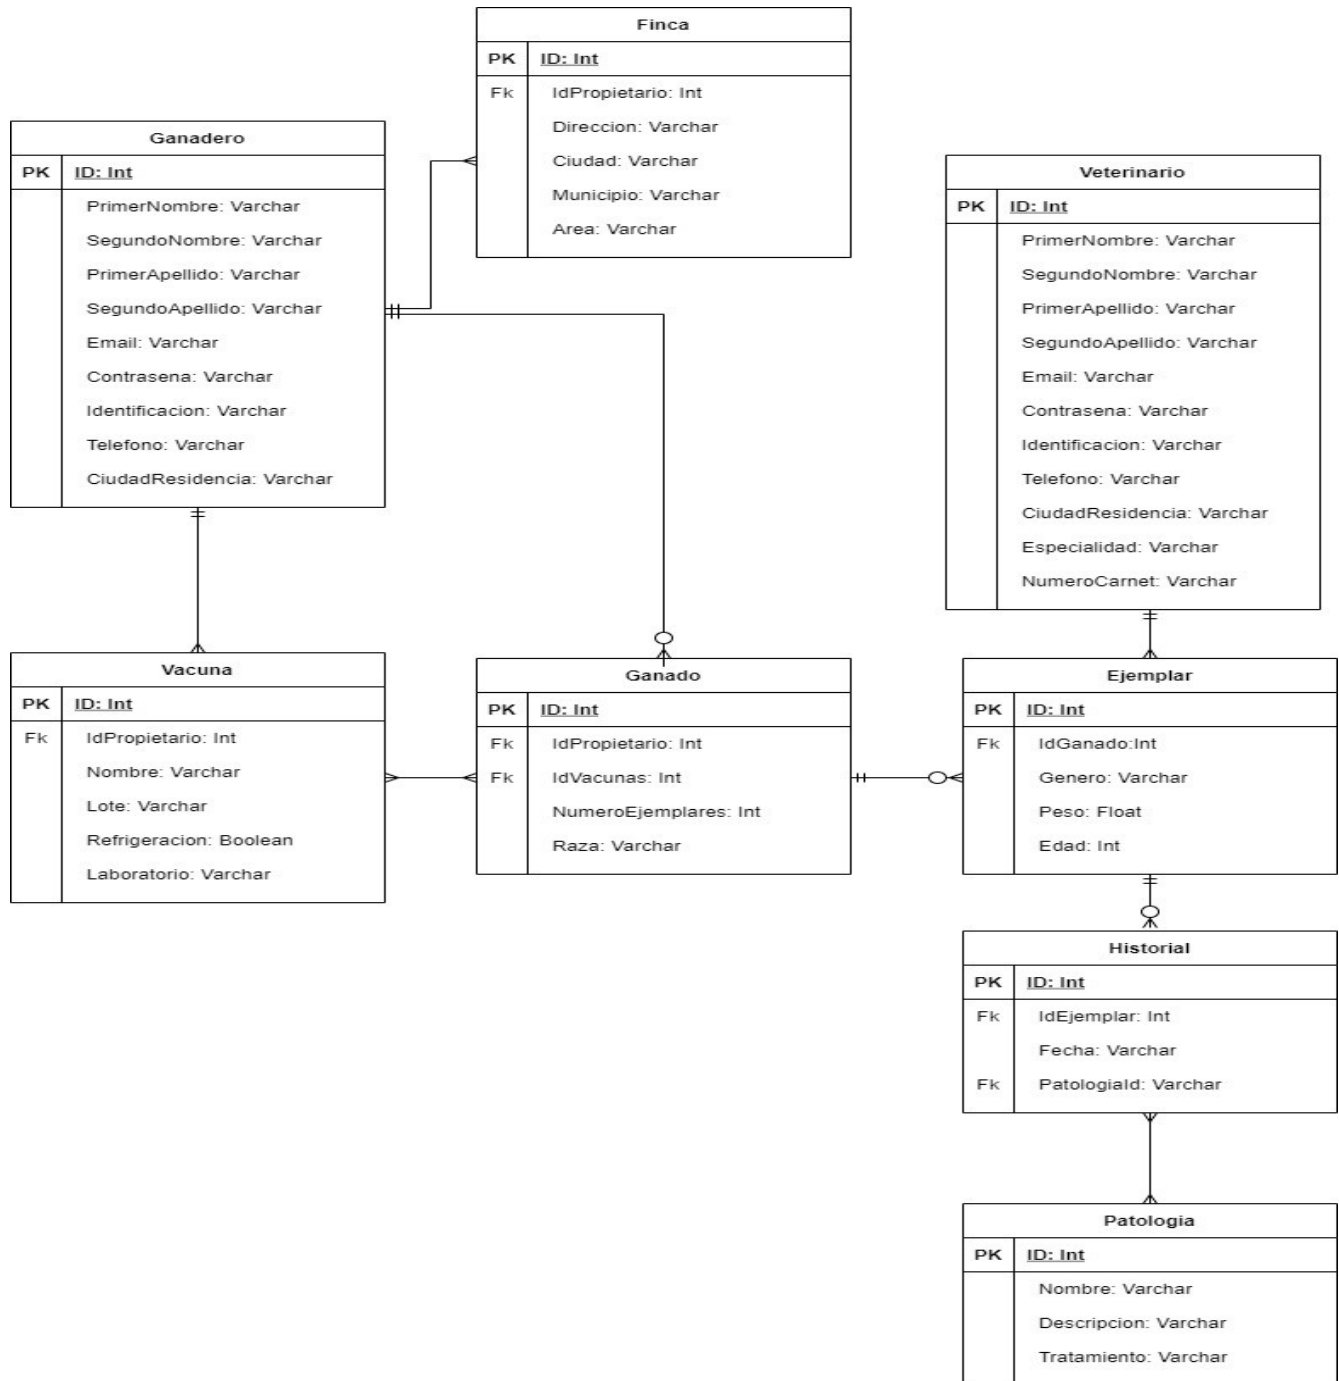 Finca
PK ID: Int
Fk IdPropietario: Int
Direccion: Varchar
Ciudad: Varchar
Municipio: Varchar
Area: Varchar
Ganadero
PK ID: Int
PrimerNombre: Varchar
SegundoNombre: Varchar
PrimerApellido: Varchar
SegundoApellido: Varchar
Email: Varchar
Contrasena: Varchar
Identificacion: Varchar
Telefono: Varchar
CiudadResidencia: Varchar
Veterinario
PK ID: Int
PrimerNombre: Varchar
SegundoNombre: Varchar
PrimerApellido: Varchar
SegundoApellido: Varchar
Email: Varchar
Contrasena: Varchar
Identificacion: Varchar
Telefono: Varchar
CiudadResidencia: Varchar
Especialidad: Varchar
NumeroCarnet: Varchar
Vacuna
PK ID: Int
Fk IdPropietario: Int
Nombre: Varchar
Lote: Varchar
Refrigeracion: Boolean
Laboratorio: Varchar
Ganado
PK ID: Int
Fk IdPropietario: Int
Fk IdVacunas: Int
NumeroEjemplares: Int
Raza: Varchar
Ejemplar
PK ID: Int
Fk IdGanado:Int
Genero: Varchar
Peso: Float
Edad: Int
Historial
PK ID: Int
Fk IdEjemplar: Int
Fecha: Varchar
Fk PatologiaId: Varchar
Patologia
PK ID: Int
Nombre: Varchar
Descripcion: Varchar
Tratamiento: Varchar